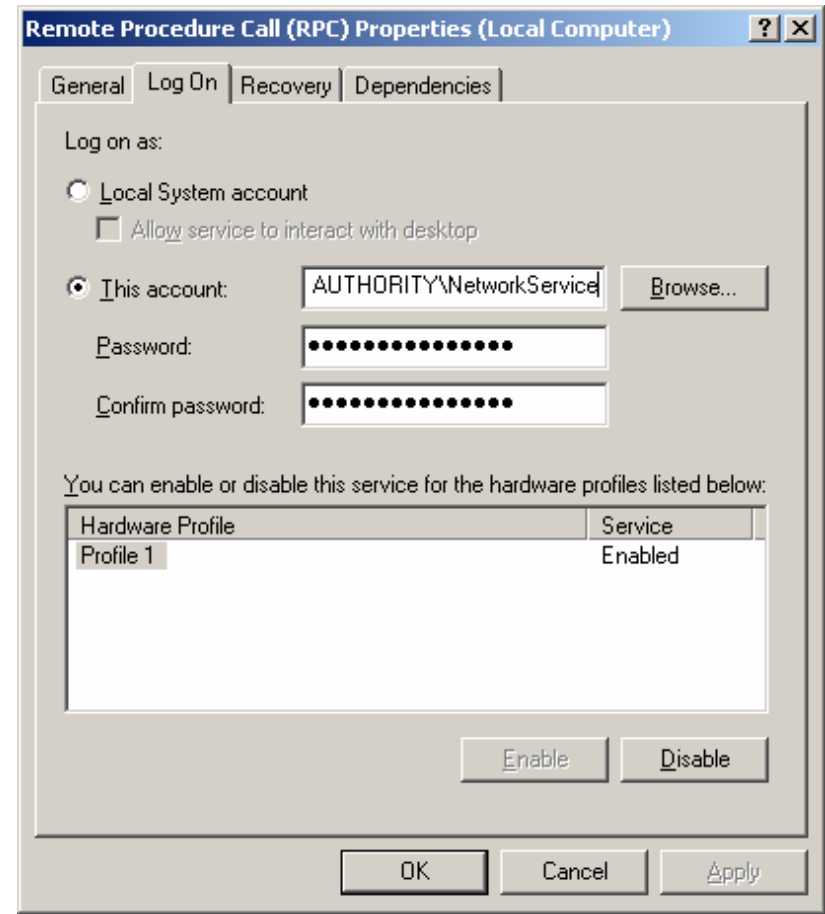 Remote Procedure Call (RPC) Properties (Local Computer)
General Log On Recovery Dependencies
Log on as:
Local System account
Allow service to interact with desktop
This account: AUTHORITY\NetworkService Browse...
Password: •••••••••••••••
Confirm password: •••••••••••••••
You can enable or disable this service for the hardware profiles listed below:
Hardware Profile Service
Profile 1 Enabled
Enable Disable
OK Cancel Apply